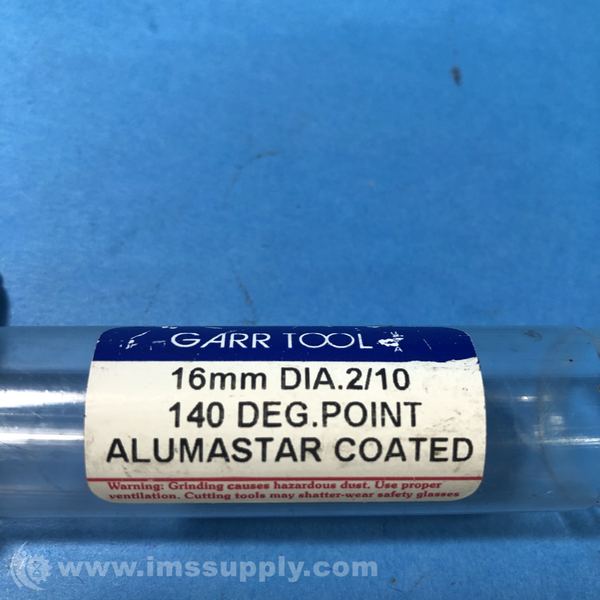 GARR TOOL
16mm DIA.2/10
140 DEG.POINT
ALUMASTAR COATED
Warning: Grinding causes hazardous dust. Use proper
ventilation. Cutting tools may shatter-wear safety glasses
www.imssupply.com